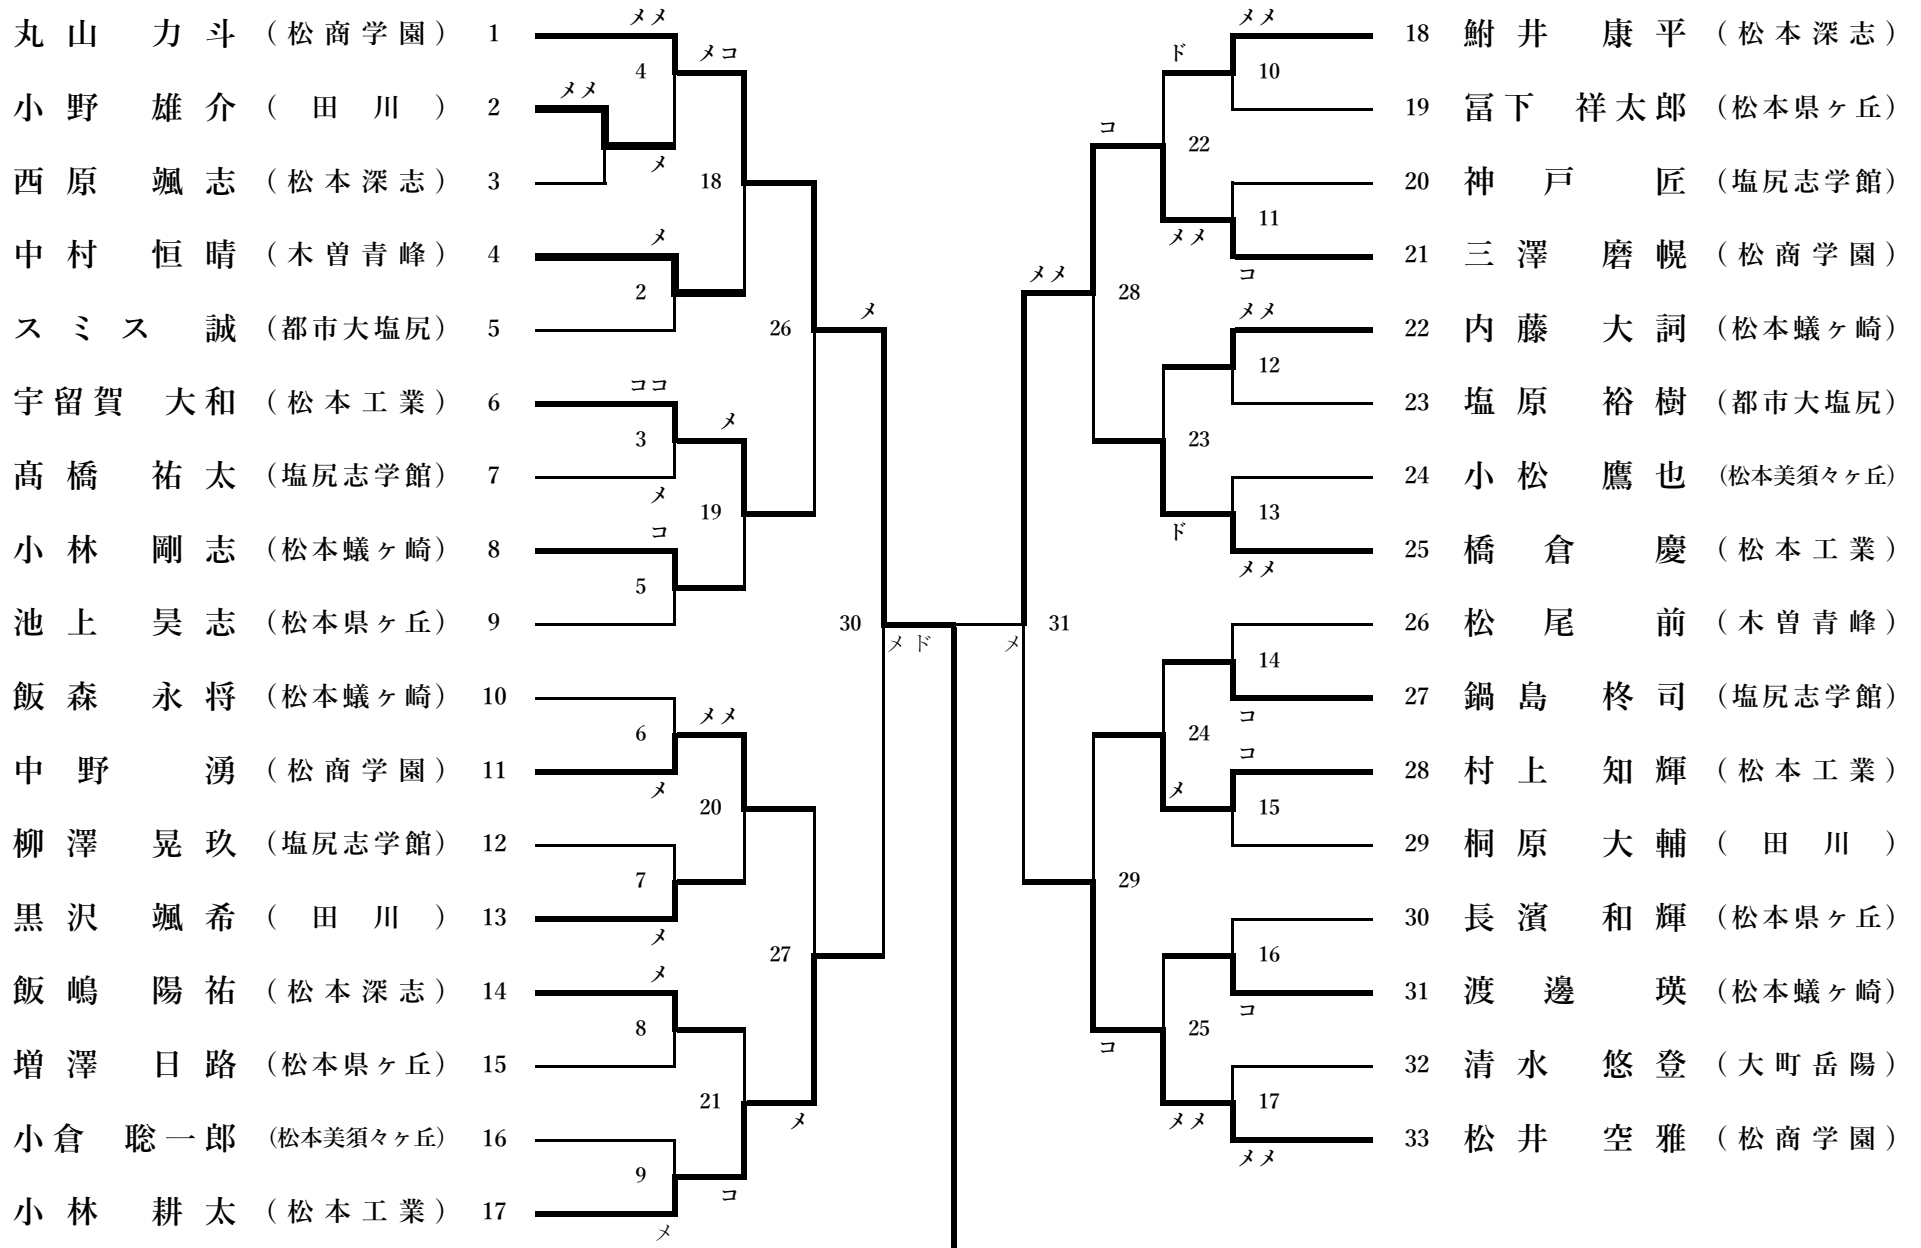 丸山 力斗 (松商学園) 1
小野 雄介 (田川) 2
西原 颯志 (松本深志) 3
中村 恒晴 (木曽青峰) 4
スミス 誠 (都市大塩尻) 5
宇留賀 大和 (松本工業) 6
髙橋 祐太 (塩尻志学館) 7
小林 剛志 (松本蟻ヶ崎) 8
池上 昊志 (松本県ヶ丘) 9
飯森 永将 (松本蟻ヶ崎) 10
中野 湧 (松商学園) 11
柳澤 晃玖 (塩尻志学館) 12
黒沢 颯希 (田川) 13
飯嶋 陽祐 (松本深志) 14
増澤 日路 (松本県ヶ丘) 15
小倉 聡一郎 (松本美須々ヶ丘) 16
小林 耕太 (松本工業) 17
メメ
4
メコ
メメ
メ
18
メ
2
26
メ
ココ
3
メ
メ
19
コ
5
30
メド
6
メメ
メ
20
7
メ
27
メ
8
21
メ
9
コ
メ
メメ
ド
10
コ
22
11
メメ
コ
メメ
28
メメ
12
23
13
ド
メメ
メ
31
14
コ
24
コ
メ
15
29
16
コ
25
コ
17
メメ
メメ
18 鮒井 康平 (松本深志)
19 冨下 祥太郎 (松本県ヶ丘)
20 神戸 匠 (塩尻志学館)
21 三澤 磨幌 (松商学園)
22 内藤 大詞 (松本蟻ヶ崎)
23 塩原 裕樹 (都市大塩尻)
24 小松 鷹也 (松本美須々ヶ丘)
25 橋倉 慶 (松本工業)
26 松尾 前 (木曽青峰)
27 鍋島 柊司 (塩尻志学館)
28 村上 知輝 (松本工業)
29 桐原 大輔 (田川)
30 長濱 和輝 (松本県ヶ丘)
31 渡邊 瑛 (松本蟻ヶ崎)
32 清水 悠登 (大町岳陽)
33 松井 空雅 (松商学園)